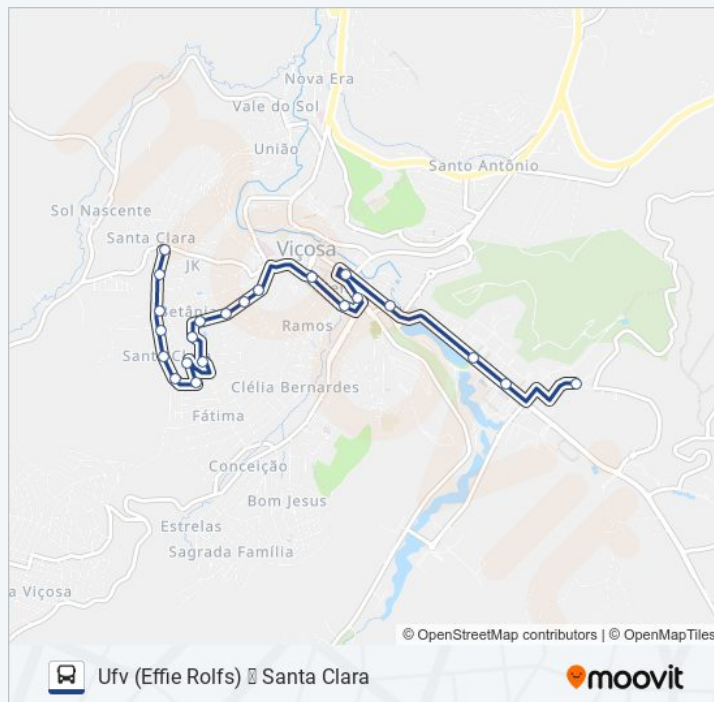 Nova Era
Vale do Sol
União
Santo Antônio
Sol Nascente
Santa Clara
Viçosa
JK
Ramos
Clélia Bernardes
Fátima
Conceição
Bom Jesus
Estrelas
Sagrada Família
a Viçosa
© OpenStreetMap contributors | © OpenMapTiles
Ufv (Effie Rolfs) Santa Clara
moovit